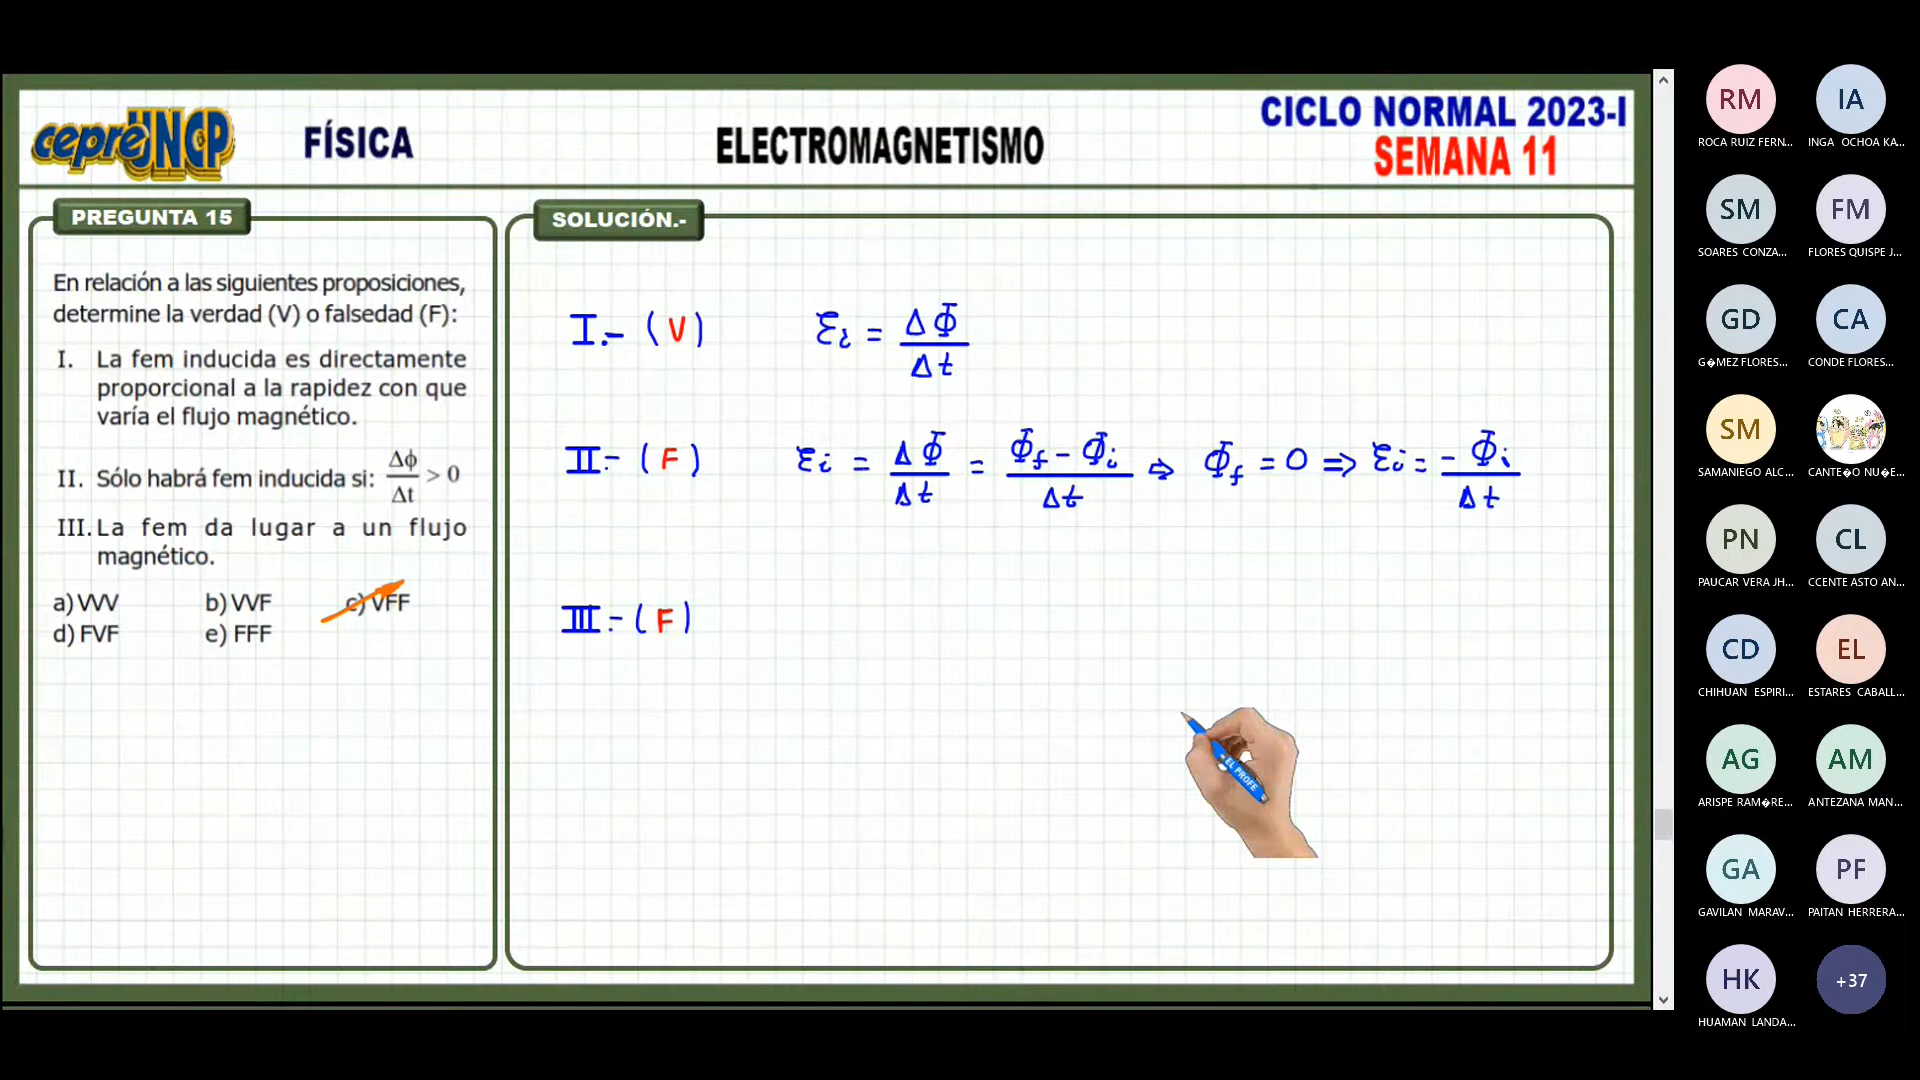 cepreUNCP
FÍSICA
ELECTROMAGNETISMO
CICLO NORMAL 2023-I
SEMANA 11
PREGUNTA 15
En relación a las siguientes proposiciones,
determine la verdad (V) o falsedad (F):
I. La fem inducida es directamente
proporcional a la rapidez con que
varía el flujo magnético.
II. Sólo habrá fem inducida si: Δϕ/Δt > 0
III. La fem da lugar a un flujo
magnético.
a) VVV b) VVF c) VFF
d) FVF e) FFF
SOLUCIÓN.-
I.- (V) Ɛi = ΔΦ/Δt
II.- (F) Ɛi = ΔΦ/Δt = (Φf - Φi)/Δt ⇒ Φf = 0 ⇒ Ɛi = -Φi/Δt
III.- (F)
EL PROFE
RM IA
ROCA RUIZ FERN... INGA OCHOA KA...
SM FM
SOARES CONZA... FLORES QUISPE J...
GD CA
G�MEZ FLORES... CONDE FLORES...
SM
SAMANIEGO ALC... CANTE�O NU�E...
PN CL
PAUCAR VERA JH... CCENTE ASTO AN...
CD EL
CHIHUAN ESPIRI... ESTARES CABALL...
AG AM
ARISPE RAM�RE... ANTEZANA MAN...
GA PF
GAVILAN MARAV... PAITAN HERRERA...
HK +37
HUAMAN LANDA...